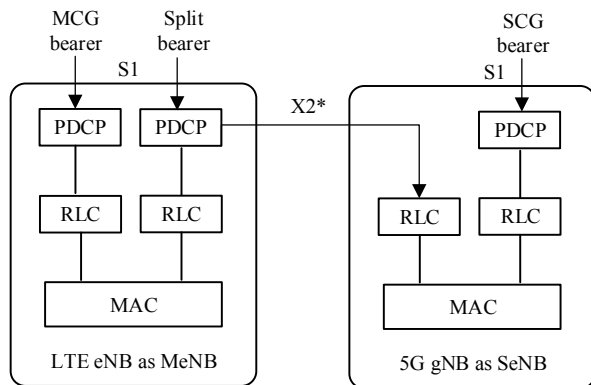 MCG bearer
Split bearer
SCG bearer
S1
S1
PDCP
PDCP
X2*
PDCP
RLC
RLC
RLC
RLC
MAC
MAC
LTE eNB as MeNB
5G gNB as SeNB